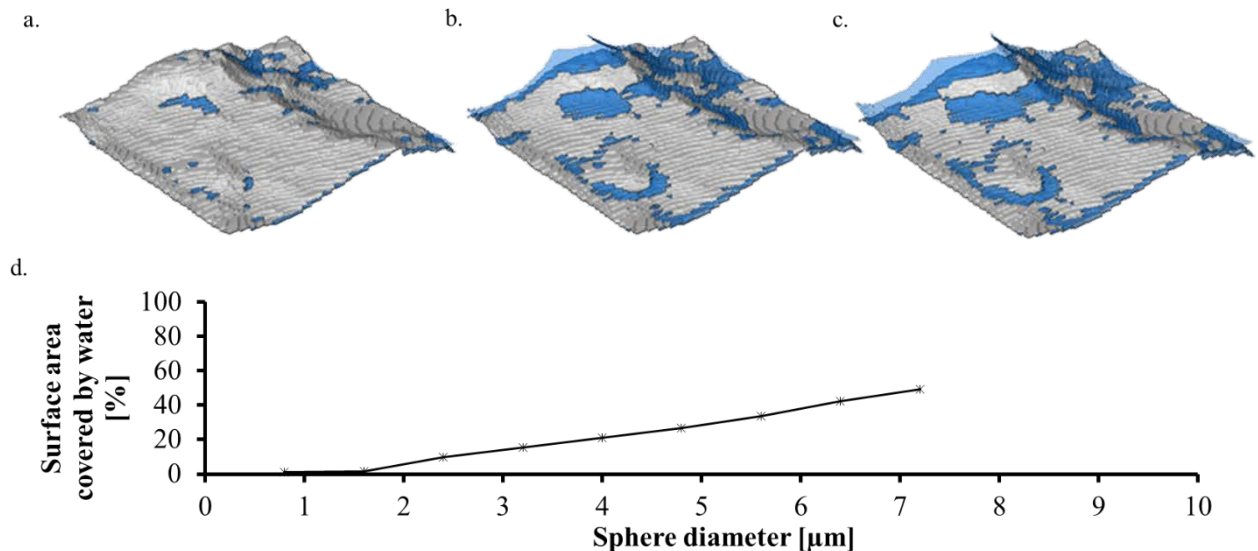 a.
b.
c.
d.
Surface area
covered by water
[%]
100
80
60
40
20
0
0 1 2 3 4 5 6 7 8 9 10
Sphere diameter [µm]